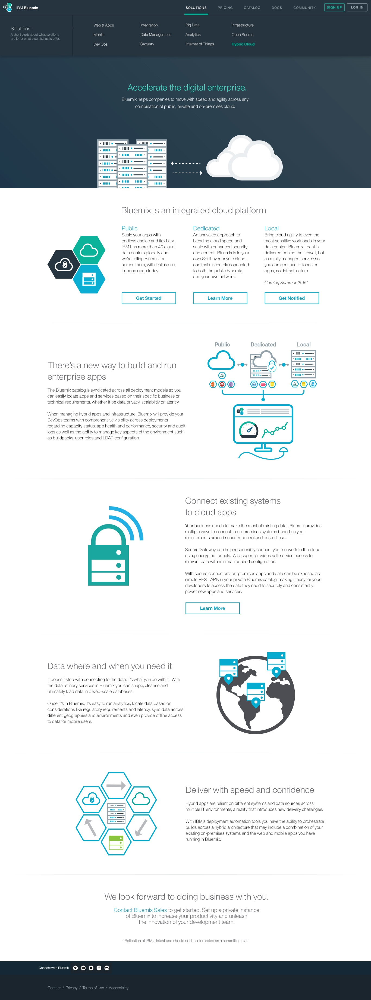 IBM Bluemix
SOLUTIONS
PRICING
CATALOG
DOCS
COMMUNITY
SIGN UP
LOG IN
Solutions:
A short blurb about what solutions
are for or what bluemix has to offer.
Web & Apps
Mobile
Dev Ops
Integration
Data Management
Security
Big Data
Analytics
Internet of Things
Infrastructure
Open Source
Hybrid Cloud
Accelerate the digital enterprise.
Bluemix helps companies to move with speed and agility across any
combination of public, private and on-premises cloud.
Bluemix is an integrated cloud platform
Public
Scale your apps with
endless choice and flexiblity.
IBM has more than 40 cloud
data centers globally and
we're rolling Bluemix out
across them, with Dallas and
London open today.
Get Started
Dedicated
An unrivaled approach to
blending cloud speed and
scale with enhanced security
and control. Bluemix is in your
own SoftLayer private cloud,
one that's securely connected
to both the public Bluemix
and your own network.
Learn More
Local
Bring cloud agility to even the
most sensitive workloads in your
data center. Bluemix Local is
delivered behind the firewall, but
as a fully managed service so
you can continue to focus on
apps, not infrastructure.
Coming Summer 2015*
Get Notified
There's a new way to build and run
enterprise apps
The Bluemix catalog is syndicated across all deployment models so you
can easily locate apps and services based on their specific business or
technical requirements, whether it be data privacy, scalabiltiy or latency.
When managing hybrid apps and infrastructure, Bluemix will provide your
DevOps teams with comprehensive visibility across deployments
regarding capacity status, app health and performance, security and audit
logs as well as the ability to manage key aspects of the environment such
as buildpacks, user roles and LDAP configuration.
Public
Dedicated
Local
Connect existing systems
to cloud apps
Your business needs to make the most of existing data. Bluemix provides
multiple ways to connect to on-premises systems based on your
requirements around security, control and ease of use.
Secure Gateway can help responsibly connect your network to the cloud
using encrypted tunnels. A passport provides self-service access to
relevant data with minimal required configuration.
With secure connectors, on-premises apps and data can be exposed as
simple REST APIs in your private Bluemix catalog, making it easy for your
developers to access the data they need to securely and consistently
power new apps and services.
Learn More
Data where and when you need it
It doesn't stop with connecting to the data, it's what you do with it. With
the data refinery services in Bluemix you can shape, cleanse and
ultimately load data into web-scale databases.
Once it's in Bluemix, it's easy to run analytics, locate data based on
considerations like regulatory requirements and latency, sync data across
different geographies and environments and even provide offline access
to data for mobile users.
Deliver with speed and confidence
Hybrid apps are reliant on different systems and data sources across
multiple IT environments, a reality that introduces new delivery challenges.
With IBM's deployment automation tools you have the ability to orchestrate
builds across a hybrid architecture that may include a combination of your
existing on-premises systems and the web and mobile apps you have
running in Bluemix.
We look forward to doing business with you.
Contact Bluemix Sales to get started. Set up a private instance
of Bluemix to increase your productivity and unleash
the innovation of your development team.
* Reflection of IBM's intent and should not be interpreted as a committed plan.
Connect with Bluemix
Contact / Privacy / Terms of Use / Accessibilty